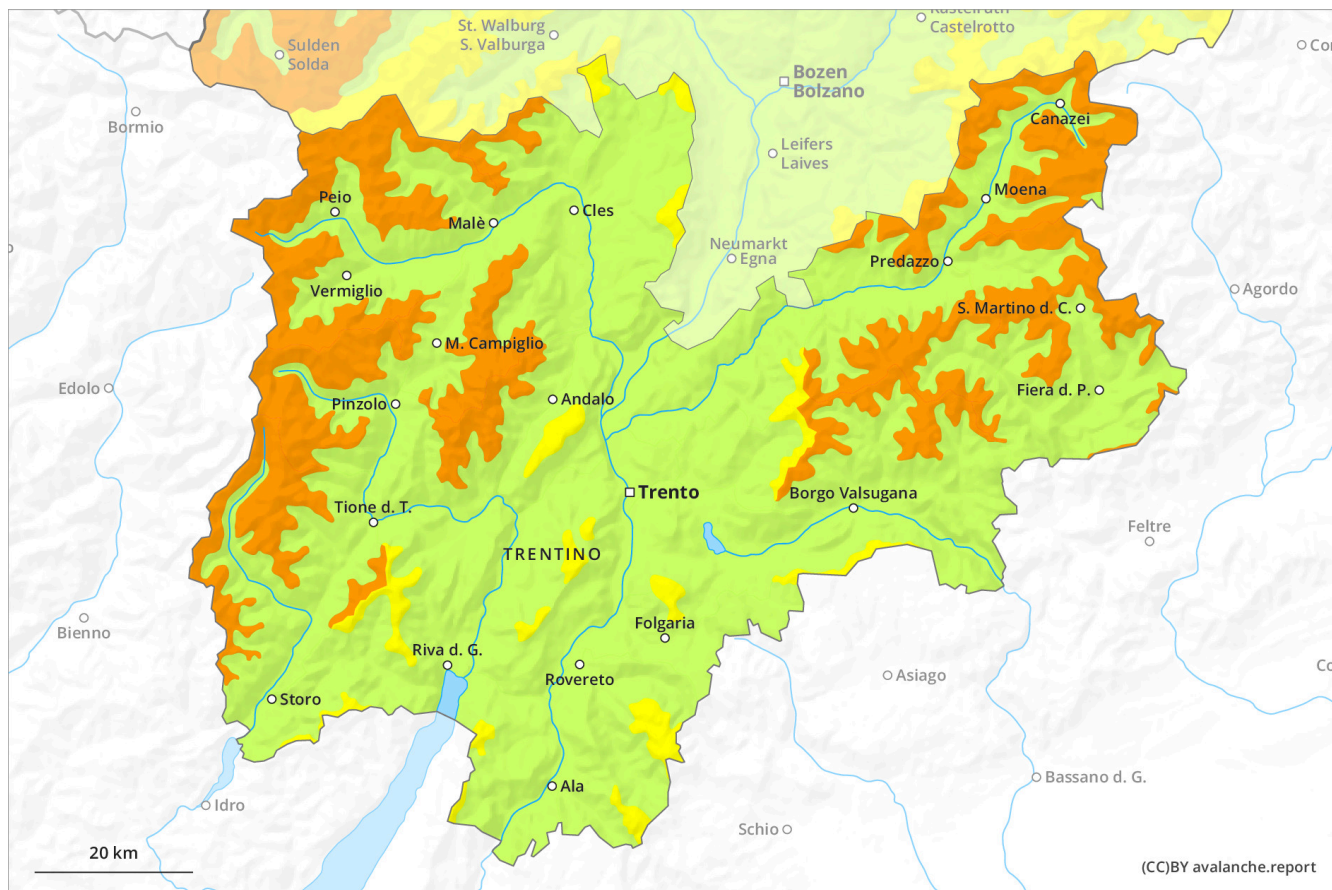 Kastelruth
Castelrotto
St. Walburg
S. Valburga
Sulden
Solda
Bozen
Bolzano
Bormio
Canazei
Leifers
Laives
Moena
Peio
Malè
Cles
Neumarkt
Egna
Predazzo
Vermiglio
Agordo
S. Martino d. C.
M. Campiglio
Edolo
Pinzolo
Andalo
Fiera d. P.
Trento
Borgo Valsugana
Tione d. T.
Feltre
TRENTINO
Bienno
Folgaria
Riva d. G.
Rovereto
Asiago
Storo
Bassano d. G.
Ala
Idro
Schio
20 km
(CC)BY avalanche.report